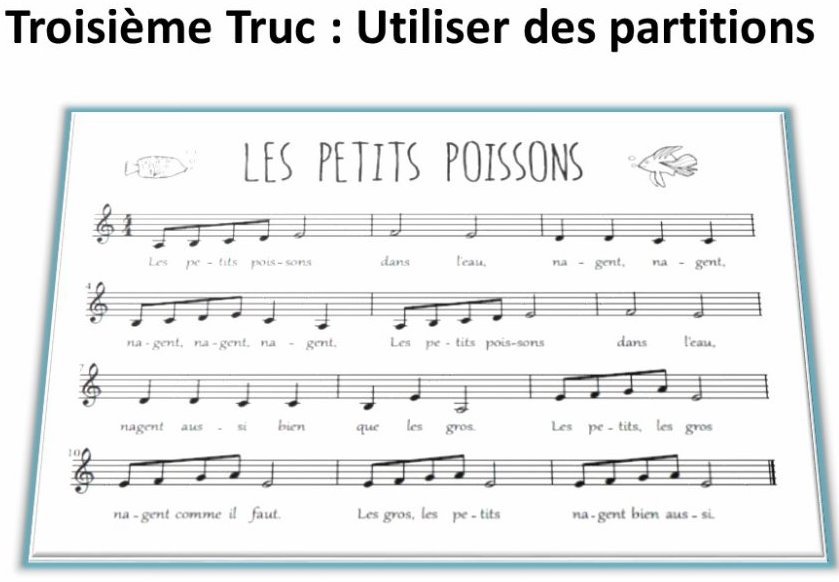 Troisième Truc : Utiliser des partitions
LES PETITS POISSONS
Les pe - tits pois - sons dans l'eau, na - gent, na - gent,
4
na - gent, na - gent, na - gent, Les pe - tits pois - sons dans l'eau,
7
nagent aus - si bien que les gros. Les pe - tits, les gros
10
na - gent comme il faut. Les gros, les pe - tits na - gent bien aus - si.